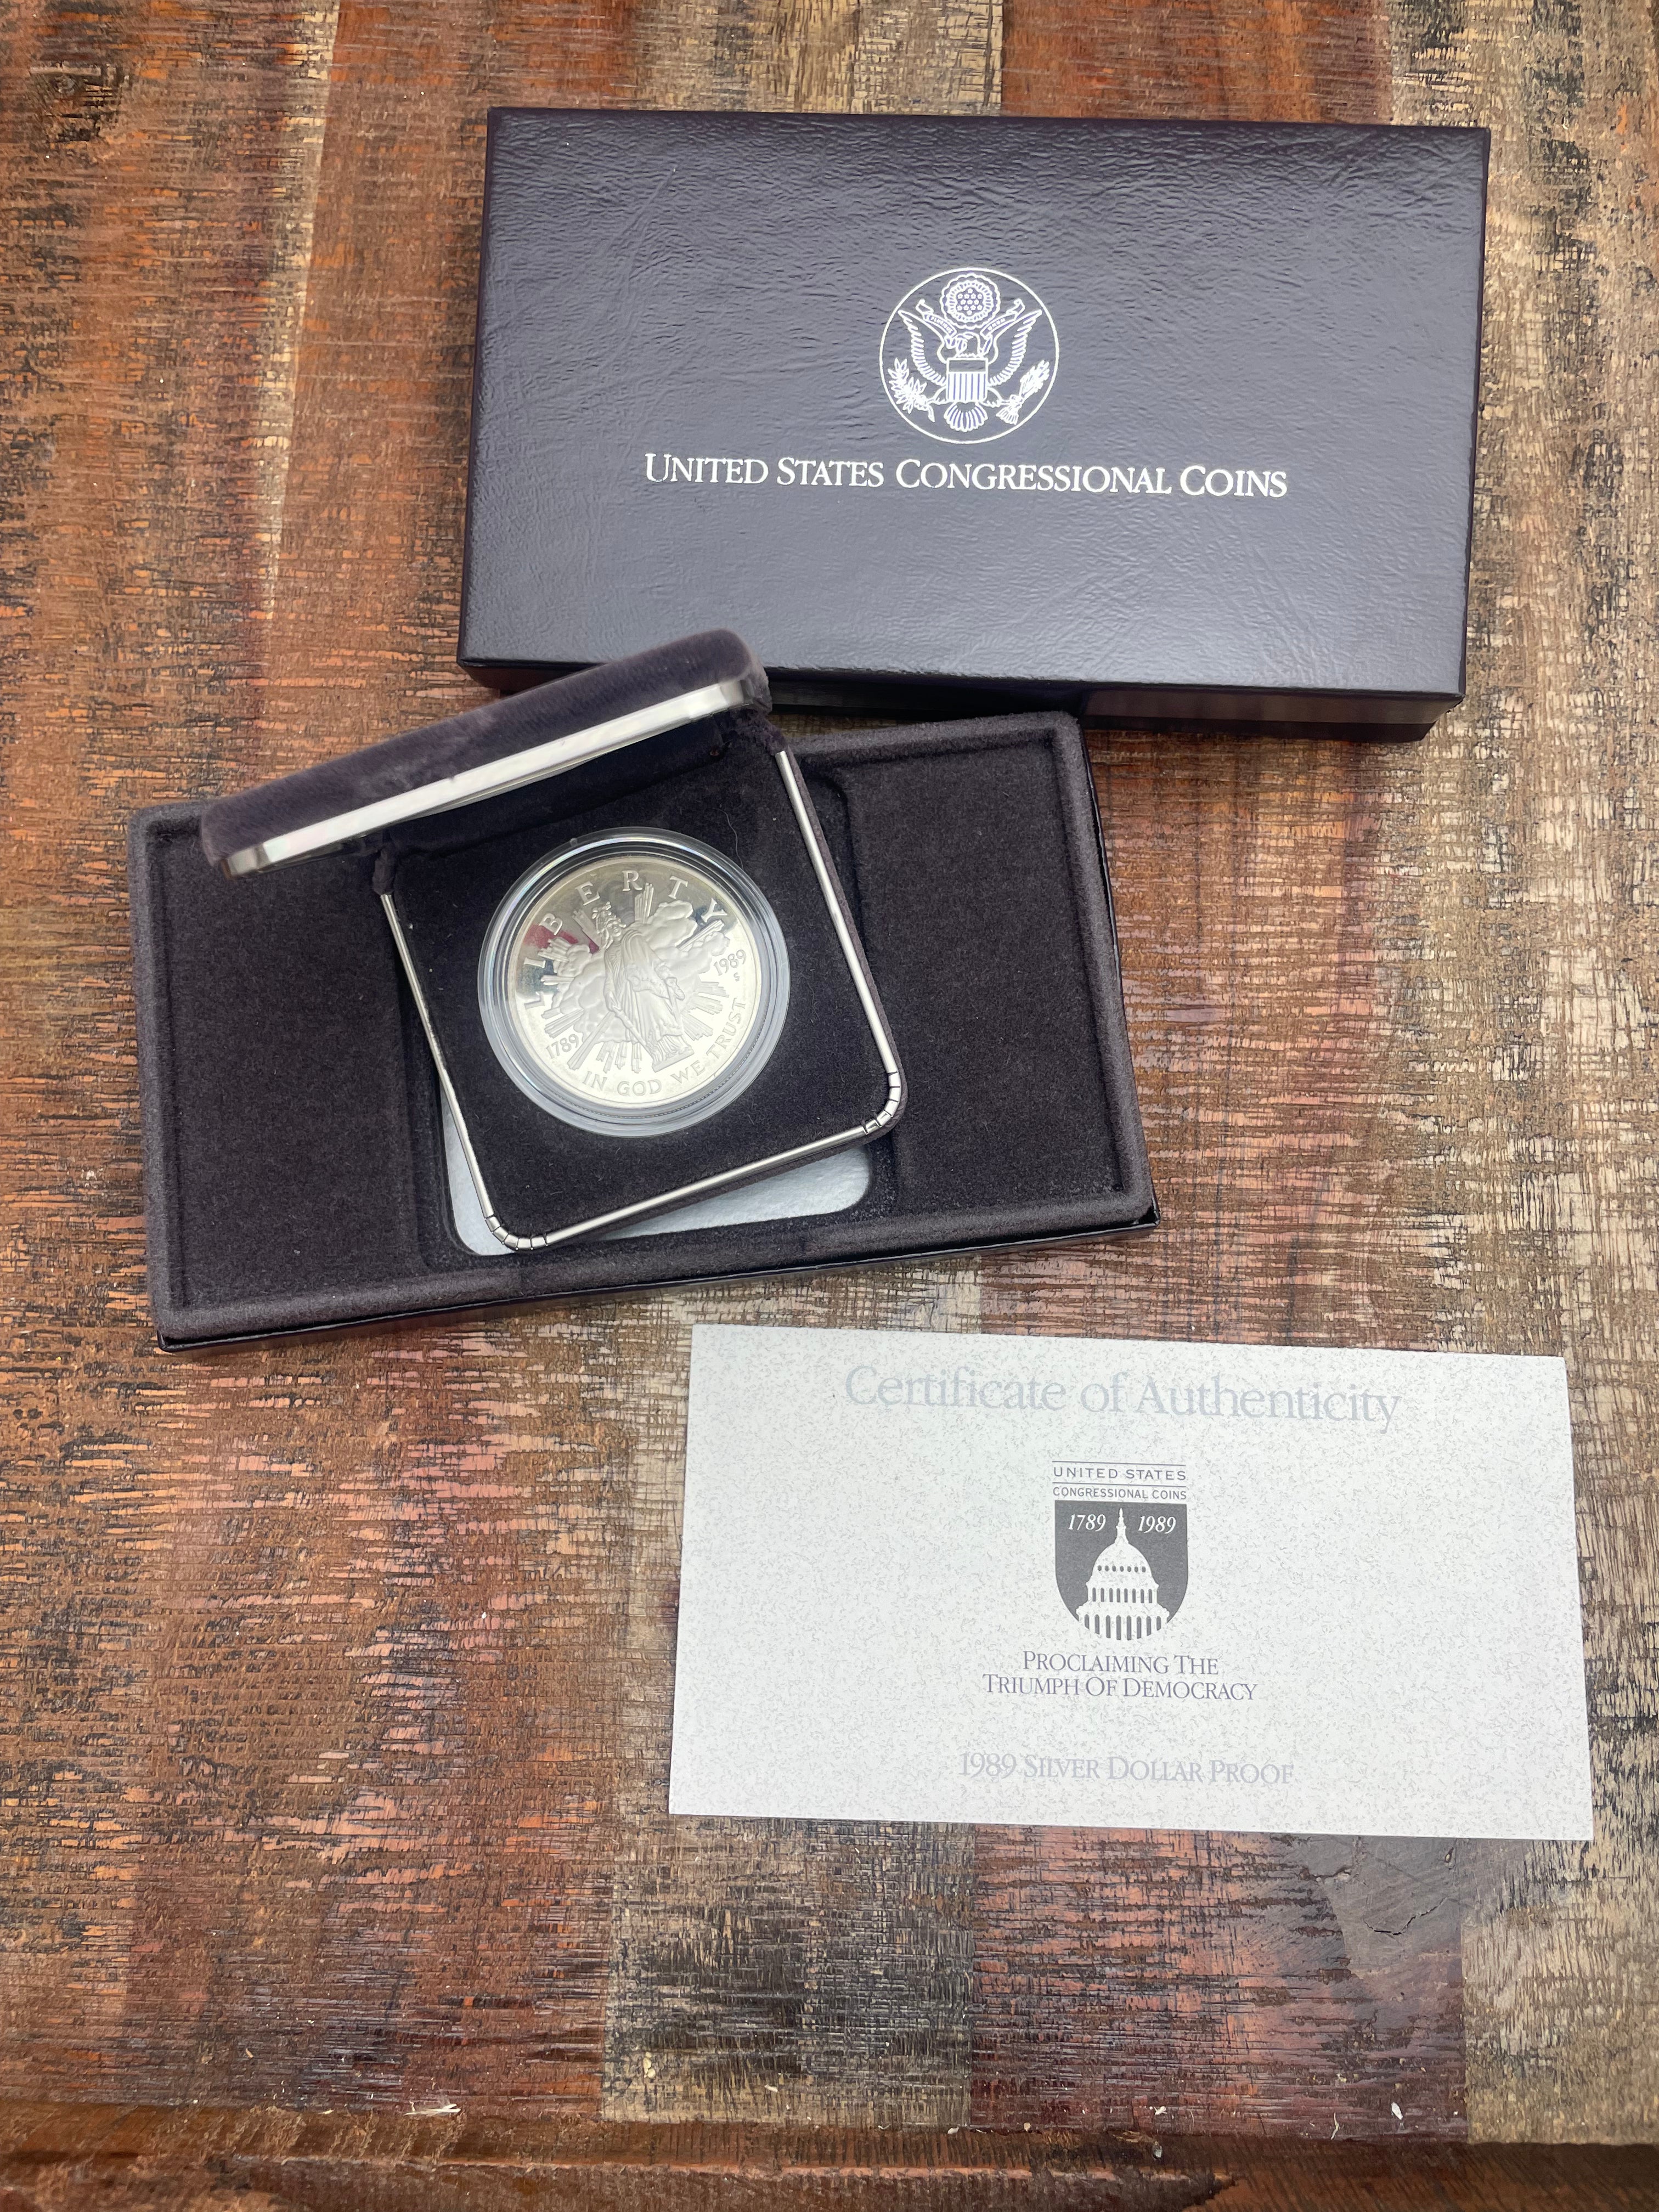 UNITED STATES CONGRESSIONAL COINS
LIBERTY
1789
1989
S
IN GOD WE TRUST
Certificate of Authenticity
UNITED STATES
CONGRESSIONAL COINS
1789 1989
PROCLAIMING THE
TRIUMPH OF DEMOCRACY
1989 SILVER DOLLAR PROOF